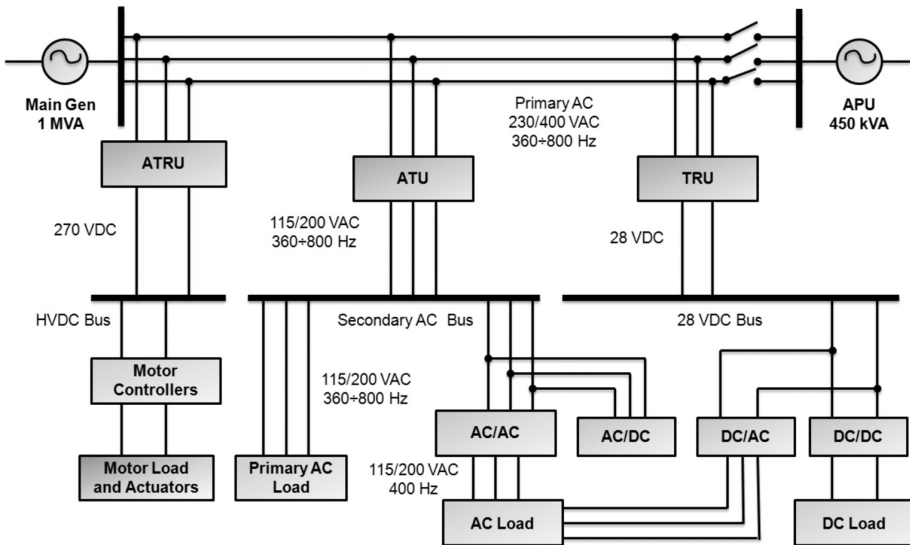 Main Gen
1 MVA
Primary AC
230/400 VAC
360÷800 Hz
APU
450 kVA
ATRU
ATU
TRU
270 VDC
115/200 VAC
360÷800 Hz
28 VDC
HVDC Bus
Secondary AC Bus
28 VDC Bus
Motor
Controllers
115/200 VAC
360÷800 Hz
AC/AC
AC/DC
DC/AC
DC/DC
Motor Load
and Actuators
Primary AC
Load
115/200 VAC
400 Hz
AC Load
DC Load